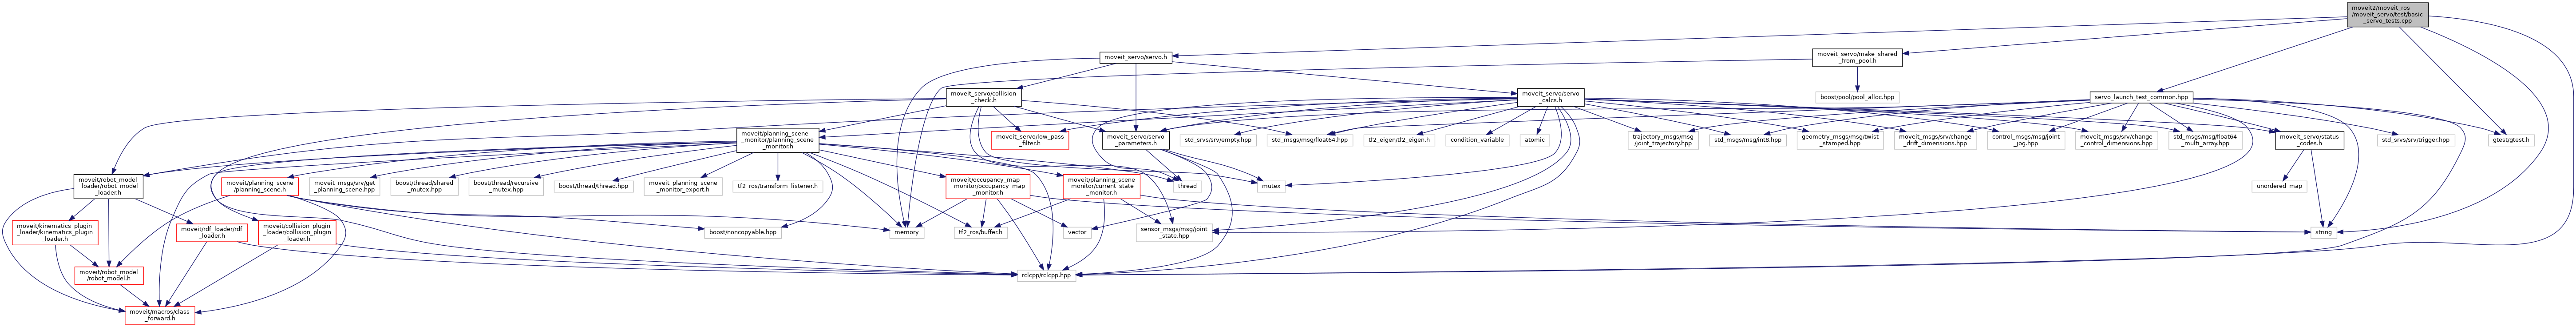 moveit2/moveit_ros
/moveit_servo/test/basic
_servo_tests.cpp
moveit_servo/servo.h
moveit_servo/make_shared
_from_pool.h
moveit_servo/collision
_check.h
moveit_servo/servo
_calcs.h
boost/pool/pool_alloc.hpp
servo_launch_test_common.hpp
moveit/planning_scene
_monitor/planning_scene
_monitor.h
moveit_servo/low_pass
_filter.h
moveit_servo/servo
_parameters.h
std_srvs/srv/empty.hpp
std_msgs/msg/float64.hpp
tf2_eigen/tf2_eigen.h
condition_variable
atomic
trajectory_msgs/msg
/joint_trajectory.hpp
std_msgs/msg/int8.hpp
geometry_msgs/msg/twist
_stamped.hpp
moveit_msgs/srv/change
_drift_dimensions.hpp
control_msgs/msg/joint
_jog.hpp
moveit_msgs/srv/change
_control_dimensions.hpp
std_msgs/msg/float64
_multi_array.hpp
moveit_servo/status
_codes.h
std_srvs/srv/trigger.hpp
gtest/gtest.h
moveit/robot_model
_loader/robot_model
_loader.h
moveit/planning_scene
/planning_scene.h
moveit_msgs/srv/get
_planning_scene.hpp
boost/thread/shared
_mutex.hpp
boost/thread/recursive
_mutex.hpp
boost/thread/thread.hpp
moveit_planning_scene
_monitor_export.h
tf2_ros/transform_listener.h
moveit/occupancy_map
_monitor/occupancy_map
_monitor.h
moveit/planning_scene
_monitor/current_state
_monitor.h
thread
mutex
unordered_map
moveit/kinematics_plugin
_loader/kinematics_plugin
_loader.h
moveit/rdf_loader/rdf
_loader.h
moveit/collision_plugin
_loader/collision_plugin
_loader.h
boost/noncopyable.hpp
memory
tf2_ros/buffer.h
vector
sensor_msgs/msg/joint
_state.hpp
string
moveit/robot_model
/robot_model.h
rclcpp/rclcpp.hpp
moveit/macros/class
_forward.h